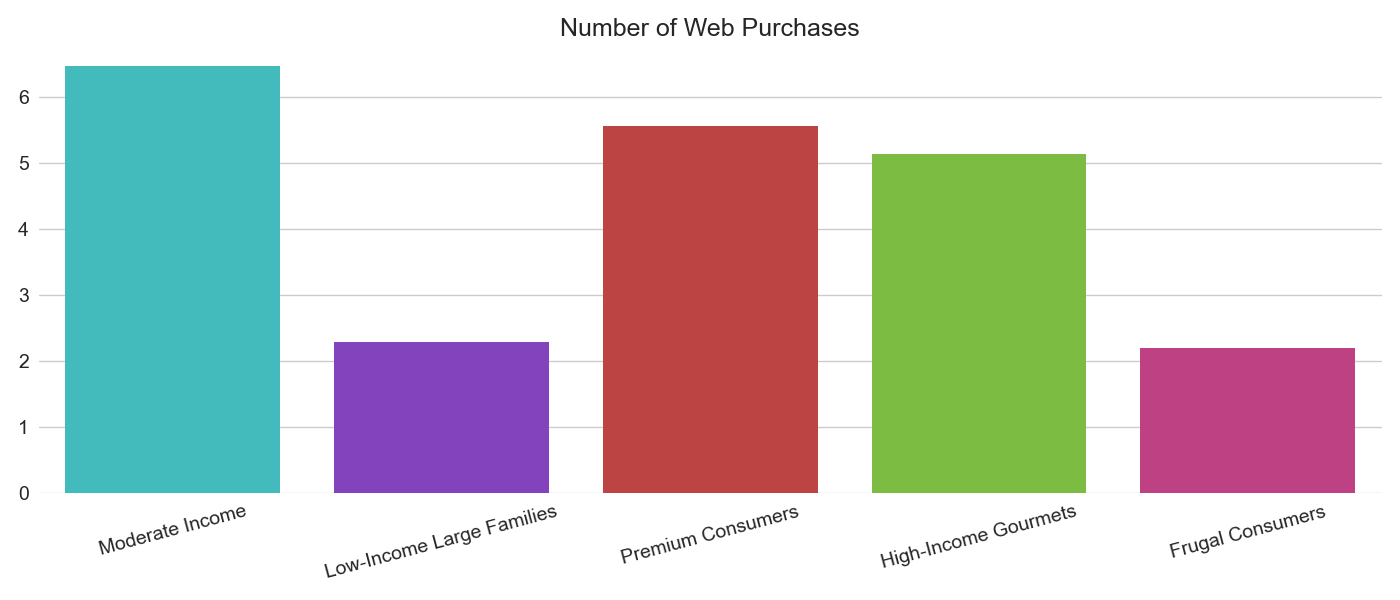 Number of Web Purchases
6
5
4
3
2
1
0
Moderate Income
Low-Income Large Families
Premium Consumers
High-Income Gourmets
Frugal Consumers